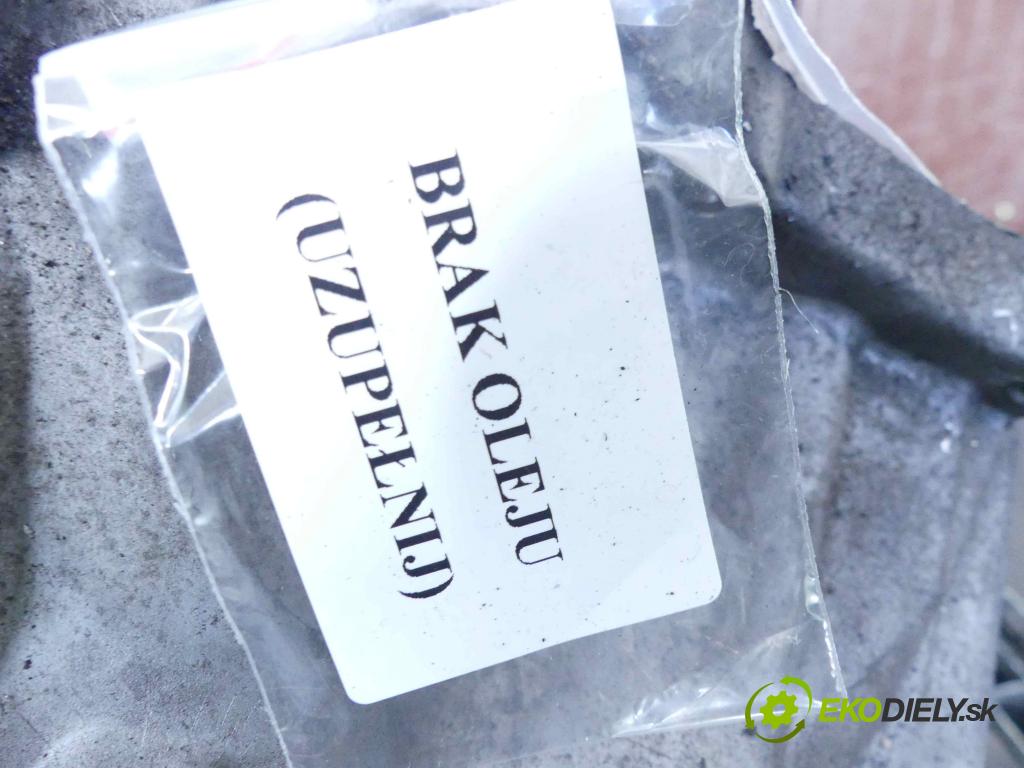 BRAK OLEJU
(UZUPEŁNIJ)
EKODIELY.sk